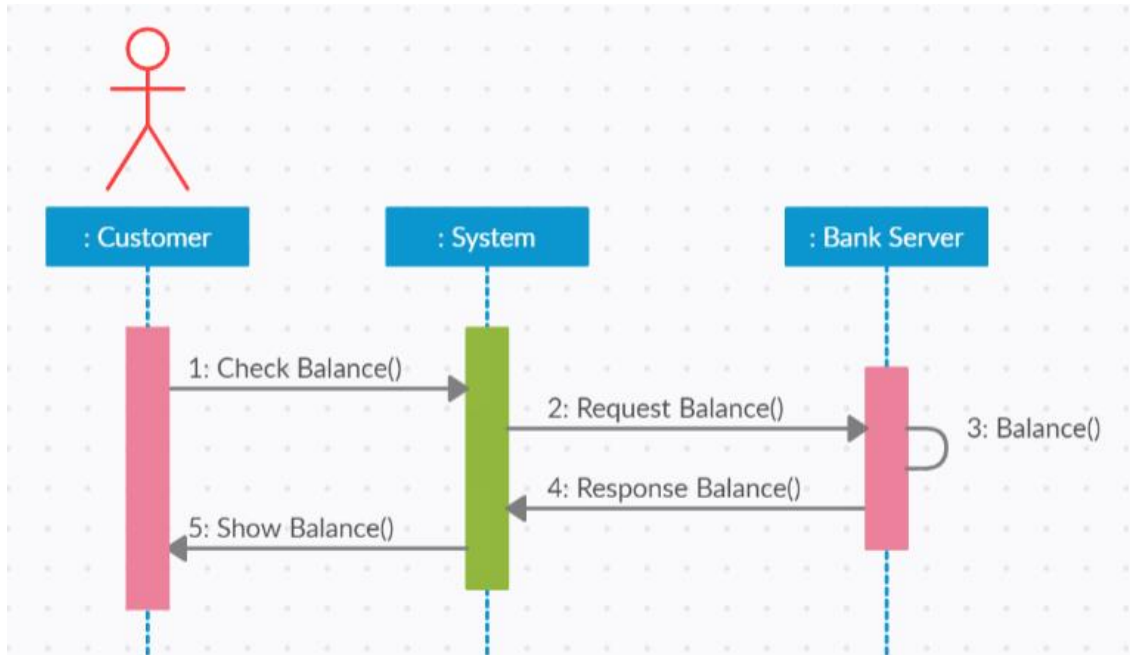 : Customer
: System
: Bank Server
1: Check Balance()
2: Request Balance()
3: Balance()
4: Response Balance()
5: Show Balance()